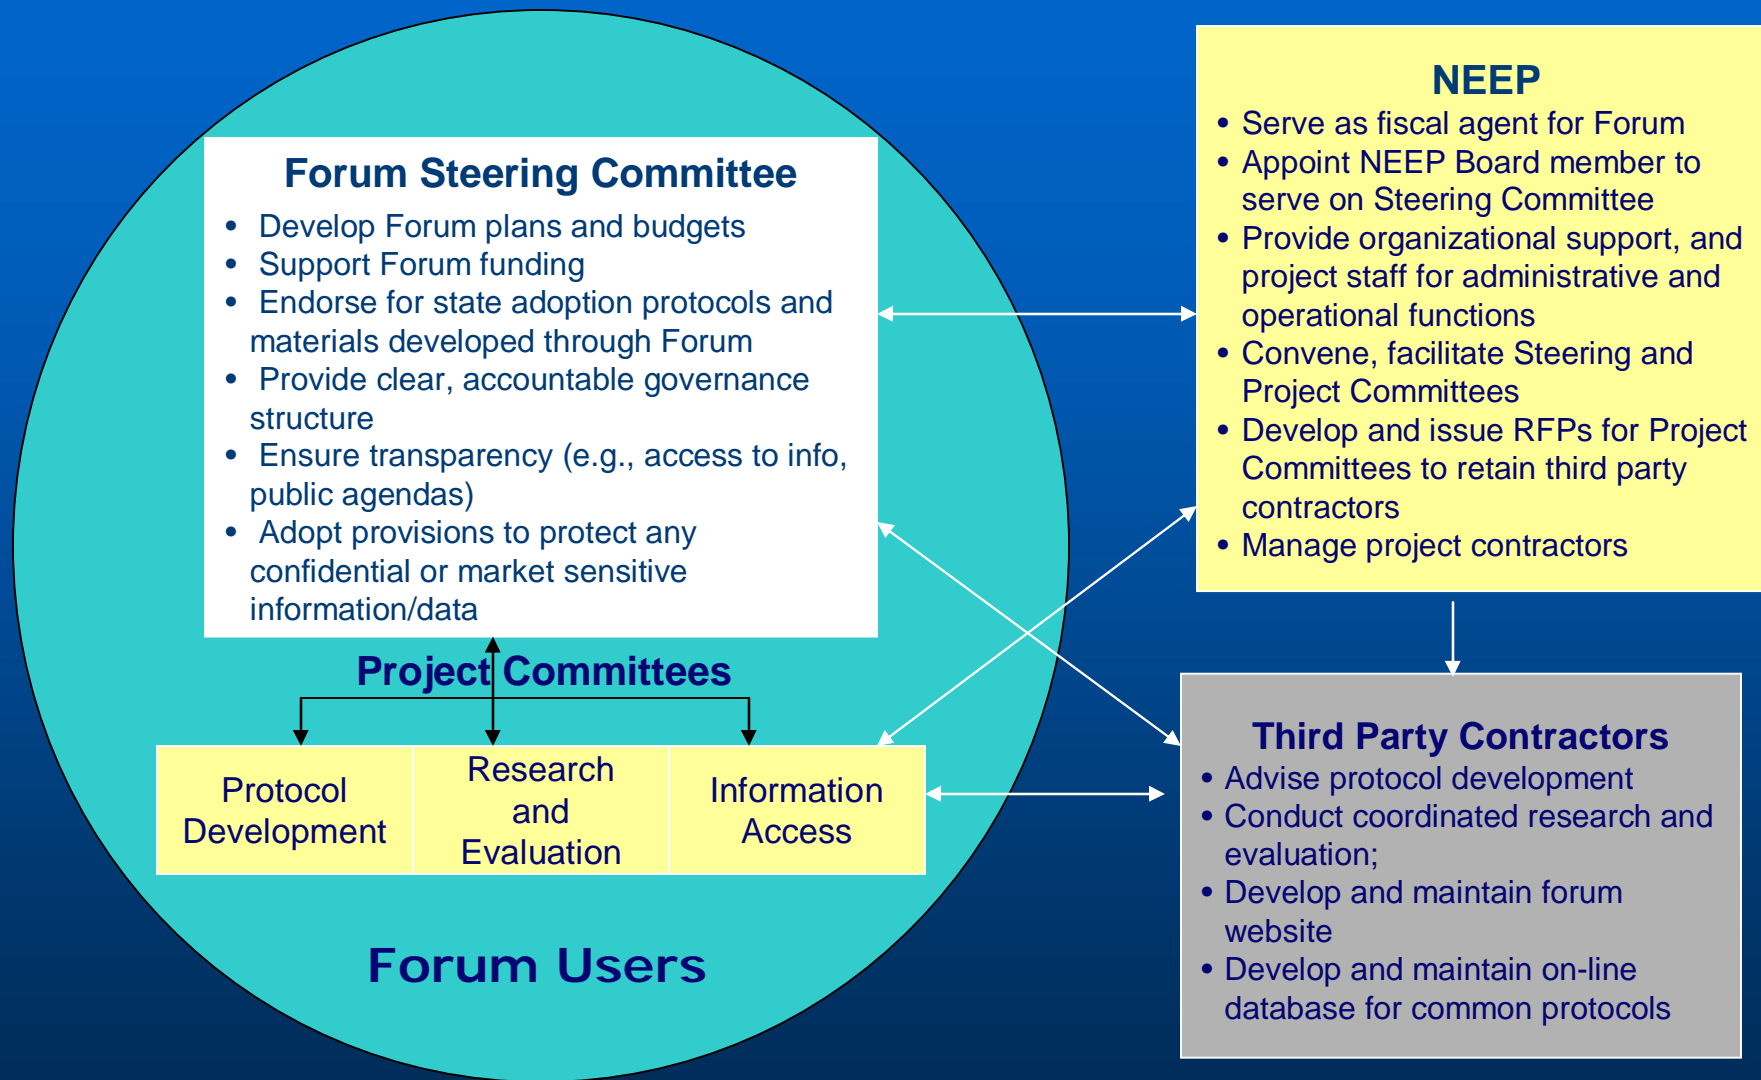 Forum Steering Committee
• Develop Forum plans and budgets
• Support Forum funding
• Endorse for state adoption protocols and
materials developed through Forum
• Provide clear, accountable governance
structure
• Ensure transparency (e.g., access to info,
public agendas)
• Adopt provisions to protect any
confidential or market sensitive
information/data
Project Committees
Protocol
Development
Research
and
Evaluation
Information
Access
Forum Users
NEEP
• Serve as fiscal agent for Forum
• Appoint NEEP Board member to
serve on Steering Committee
• Provide organizational support, and
project staff for administrative and
operational functions
• Convene, facilitate Steering and
Project Committees
• Develop and issue RFPs for Project
Committees to retain third party
contractors
• Manage project contractors
Third Party Contractors
• Advise protocol development
• Conduct coordinated research and
evaluation;
• Develop and maintain forum
website
• Develop and maintain on-line
database for common protocols